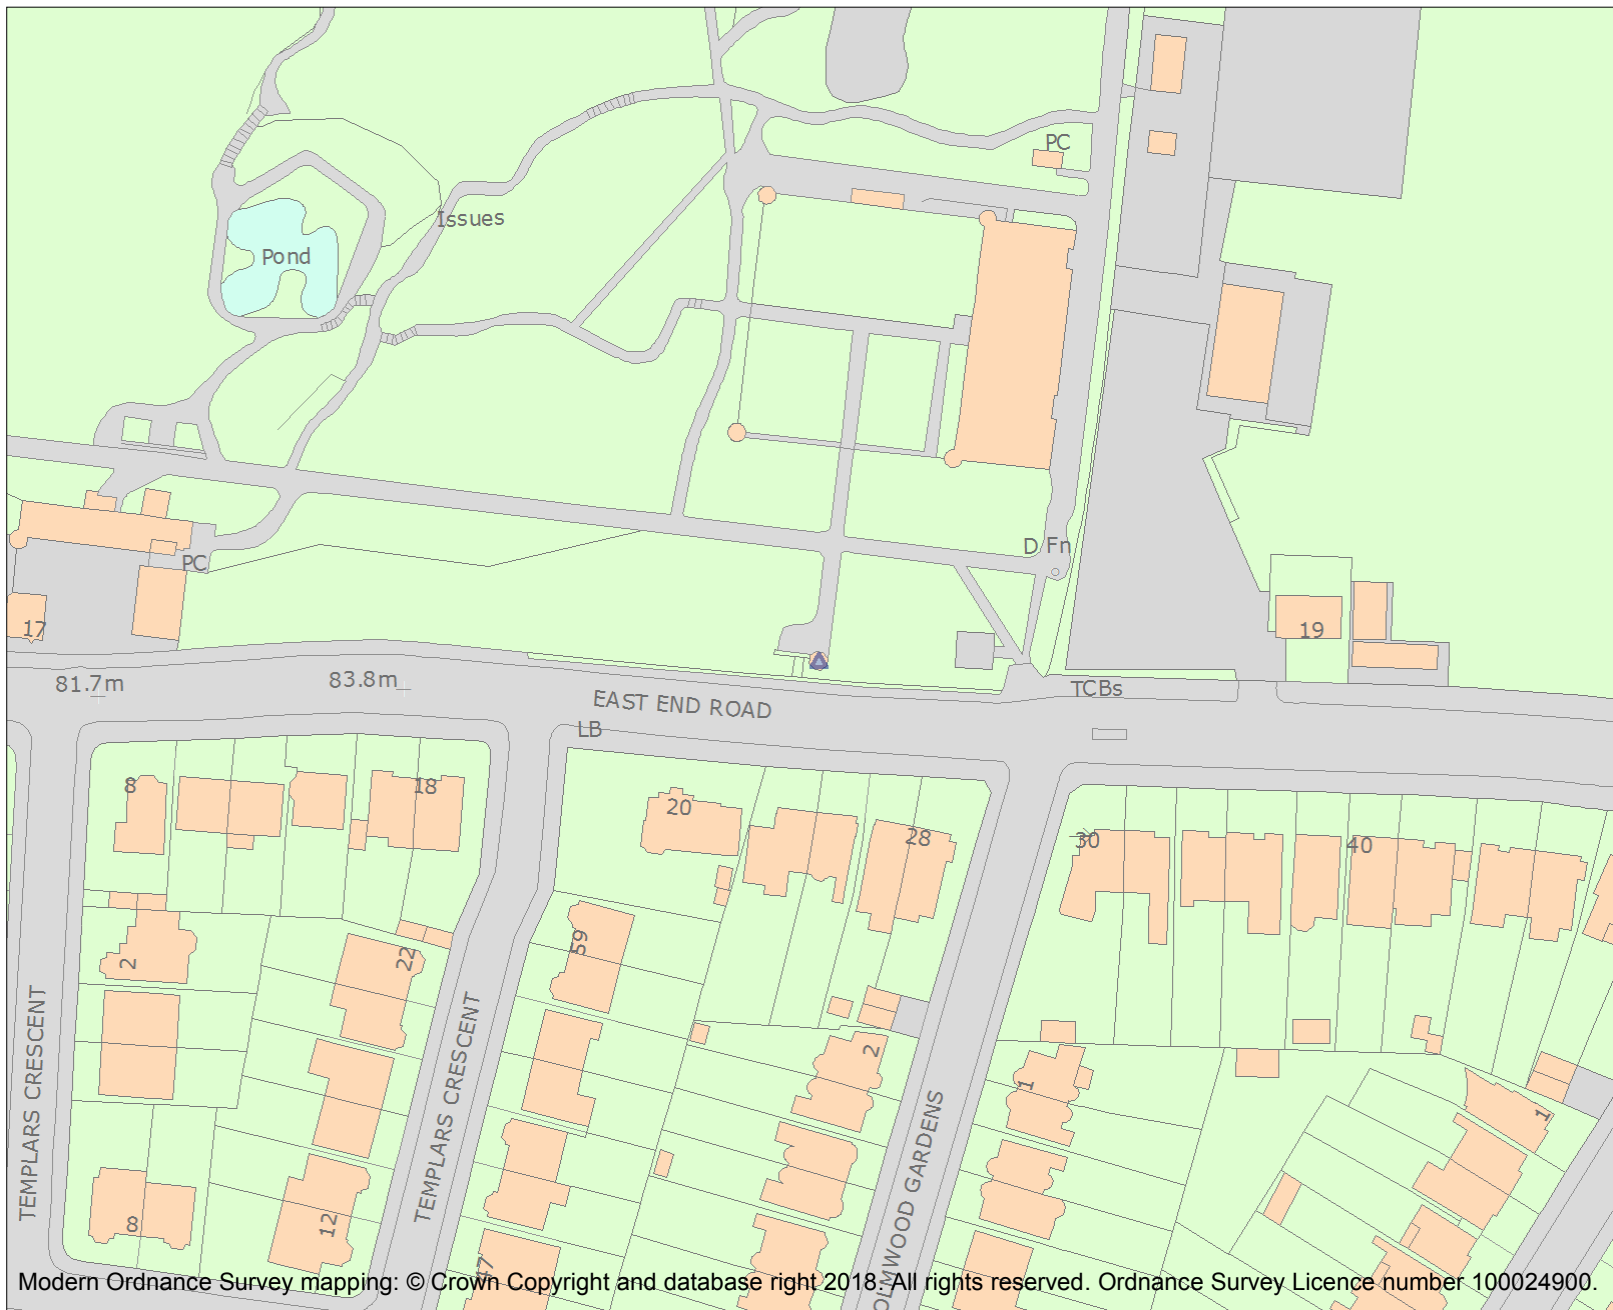 PC
Issues
Pond
D Fn
PC
17
19
81.7m
83.8m
TCBs
EAST END ROAD
LB
8
18
20
28
30
40
59
22
2
TEMPLARS CRESCENT
TEMPLARS CRESCENT
2
1
1
OLMWOOD GARDENS
8
12
47
Modern Ordnance Survey mapping: © Crown Copyright and database right 2018. All rights reserved. Ordnance Survey Licence number 100024900.